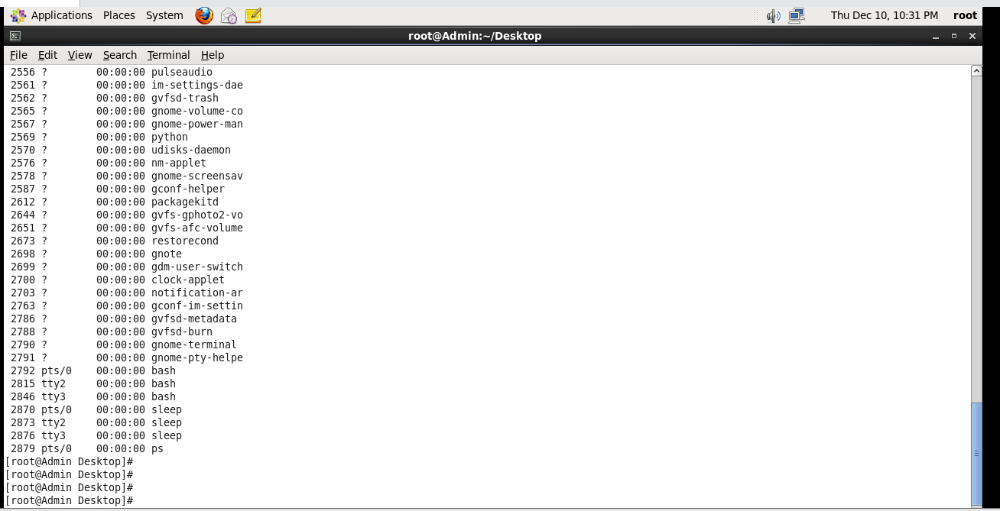 Applications Places System Thu Dec 10, 10:31 PM root
root@Admin:~/Desktop
File Edit View Search Terminal Help
2556 ? 00:00:00 pulseaudio
2561 ? 00:00:00 im-settings-dae
2562 ? 00:00:00 gvfsd-trash
2565 ? 00:00:00 gnome-volume-co
2567 ? 00:00:00 gnome-power-man
2569 ? 00:00:00 python
2570 ? 00:00:00 udisks-daemon
2576 ? 00:00:00 nm-applet
2578 ? 00:00:00 gnome-screensav
2587 ? 00:00:00 gconf-helper
2612 ? 00:00:00 packagekitd
2644 ? 00:00:00 gvfs-gphoto2-vo
2651 ? 00:00:00 gvfs-afc-volume
2673 ? 00:00:00 restorecond
2698 ? 00:00:00 gnote
2699 ? 00:00:00 gdm-user-switch
2700 ? 00:00:00 clock-applet
2703 ? 00:00:00 notification-ar
2763 ? 00:00:00 gconf-im-settin
2786 ? 00:00:00 gvfsd-metadata
2788 ? 00:00:00 gvfsd-burn
2790 ? 00:00:00 gnome-terminal
2791 ? 00:00:00 gnome-pty-helpe
2792 pts/0 00:00:00 bash
2815 tty2 00:00:00 bash
2846 tty3 00:00:00 bash
2870 pts/0 00:00:00 sleep
2873 tty2 00:00:00 sleep
2876 tty3 00:00:00 sleep
2879 pts/0 00:00:00 ps
[root@Admin Desktop]#
[root@Admin Desktop]#
[root@Admin Desktop]#
[root@Admin Desktop]#